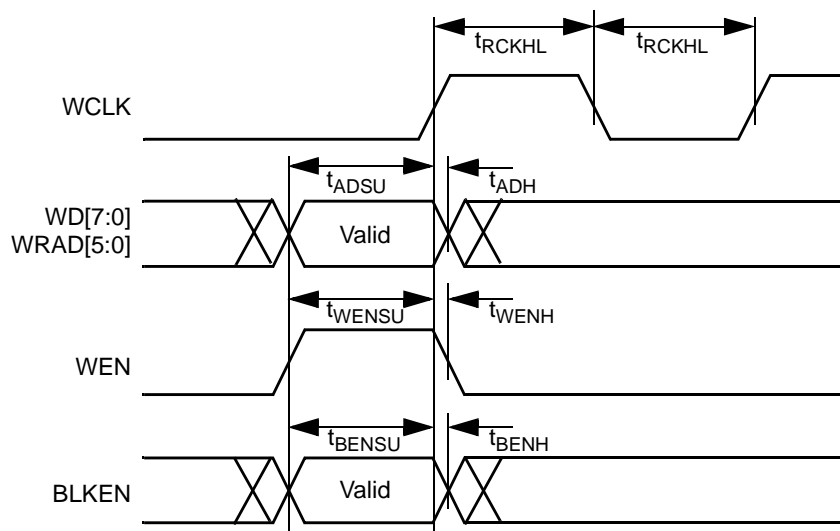 tRCKHL tRCKHL
WCLK
tADSU tADH
WD[7:0]
WRAD[5:0]
Valid
tWENSU tWENH
WEN
tBENSU tBENH
BLKEN
Valid